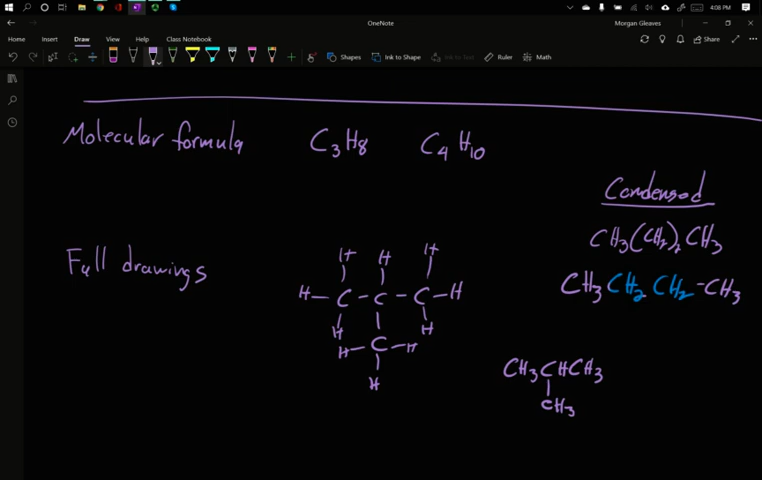 4:08 PM
OneNote
Morgan Gleaves
Home Insert Draw View Help Class Notebook
Share
Shapes Ink to Shape Ink to Text Ruler Math
Molecular formula C₃H₈ C₄H₁₀
Condensed
CH₃(CH₂)₂CH₃
Full drawings
H H H
H–C–C–C–H
H H
H–C–H
H
CH₃CH₂CH₂–CH₃
CH₃CHCH₃
CH₃